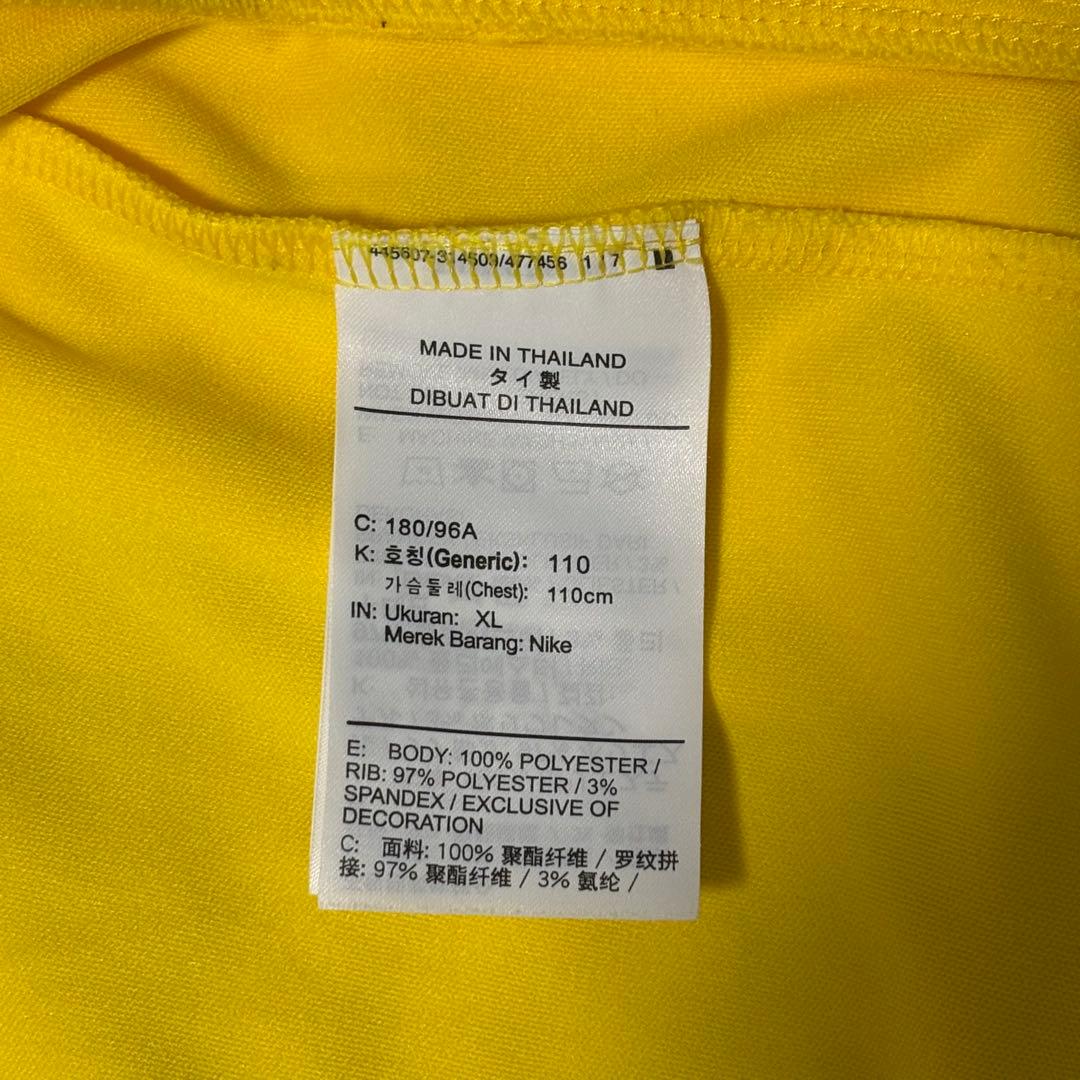 MADE IN THAILAND
タイ製
DIBUAT DI THAILAND
C: 180/96A
K: 호칭(Generic): 110
가슴둘레(Chest): 110cm
IN: Ukuran: XL
Merek Barang: Nike
E: BODY: 100% POLYESTER /
RIB: 97% POLYESTER / 3%
SPANDEX / EXCLUSIVE OF
DECORATION
C: 面料: 100% 聚酯纤维 / 罗纹拼
接: 97% 聚酯纤维 / 3% 氨纶 /